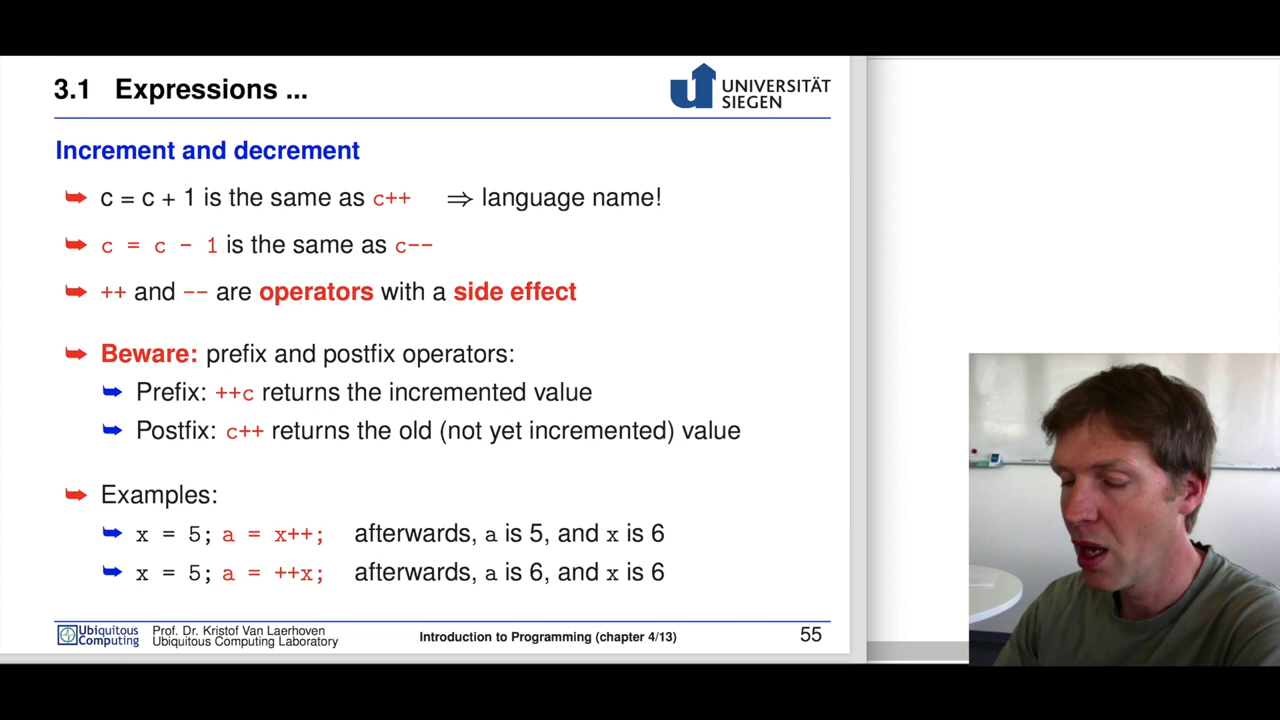 3.1 Expressions ...
UNIVERSITÄT
SIEGEN
Increment and decrement
➥ c = c + 1 is the same as c++ ⇒ language name!
➥ c = c - 1 is the same as c--
➥ ++ and -- are operators with a side effect
➥ Beware: prefix and postfix operators:
➥ Prefix: ++c returns the incremented value
➥ Postfix: c++ returns the old (not yet incremented) value
➥ Examples:
➥ x = 5; a = x++; afterwards, a is 5, and x is 6
➥ x = 5; a = ++x; afterwards, a is 6, and x is 6
Ubiquitous
Computing
Prof. Dr. Kristof Van Laerhoven
Ubiquitous Computing Laboratory
Introduction to Programming (chapter 4/13)
55